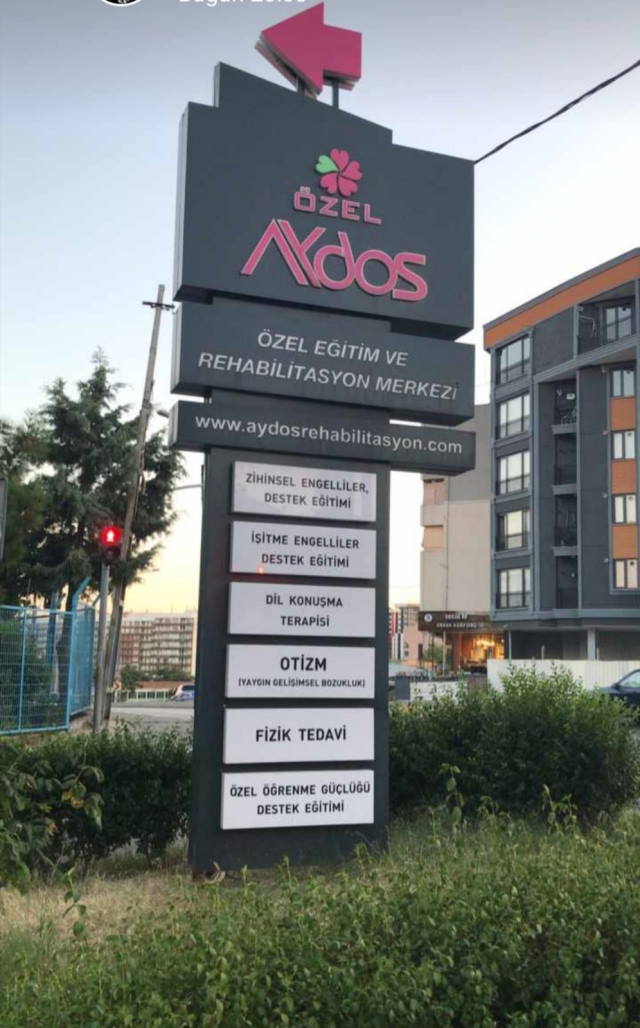 ÖZEL
AYdos
ÖZEL EĞİTİM VE
REHABİLİTASYON MERKEZİ
www.aydosrehabilitasyon.com
ZİHİNSEL ENGELLİLER,
DESTEK EĞİTİMİ
İŞİTME ENGELLİLER
DESTEK EĞİTİMİ
DİL KONUŞMA
TERAPİSİ
OTİZM
(YAYGIN GELİŞİMSEL BOZUKLUK)
FİZİK TEDAVİ
ÖZEL ÖĞRENME GÜÇLÜĞÜ
DESTEK EĞİTİMİ